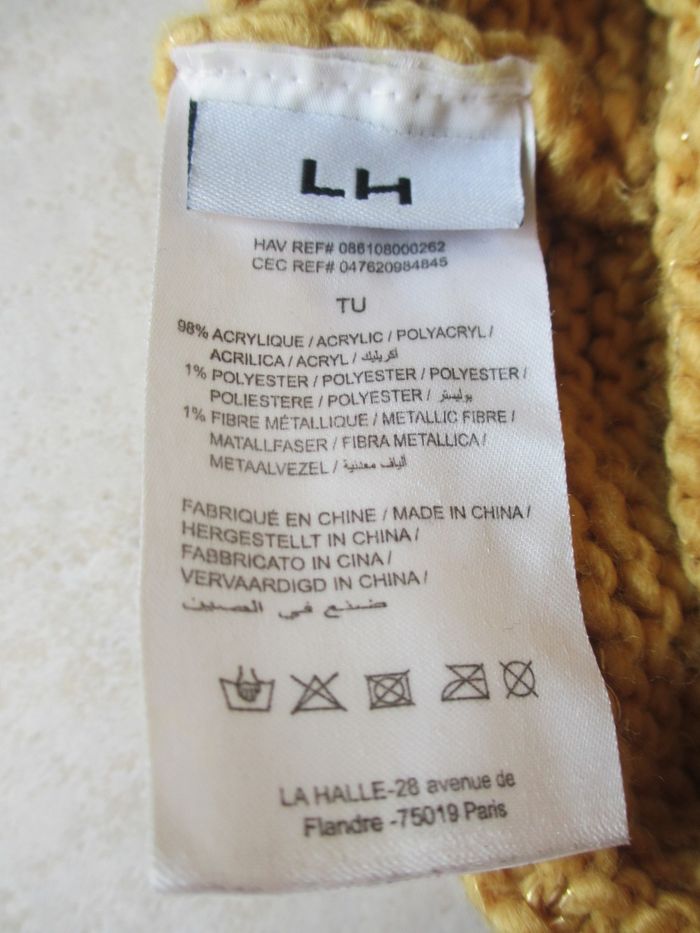 LH
HAV REF# 086108000262
CEC REF# 047620984845
TU
98% ACRYLIQUE / ACRYLIC / POLYACRYL /
ACRILICA / ACRYL / أكريليك
1% POLYESTER / POLYESTER / POLYESTER /
POLIESTERE / POLYESTER / بوليستر
1% FIBRE MÉTALLIQUE / METALLIC FIBRE /
MATALLFASER / FIBRA METALLICA /
METAALVEZEL / ألياف معدنية
FABRIQUÉ EN CHINE / MADE IN CHINA /
HERGESTELLT IN CHINA /
FABBRICATO IN CINA /
VERVAARDIGD IN CHINA /
صنع في الصين
LA HALLE-28 avenue de
Flandre -75019 Paris